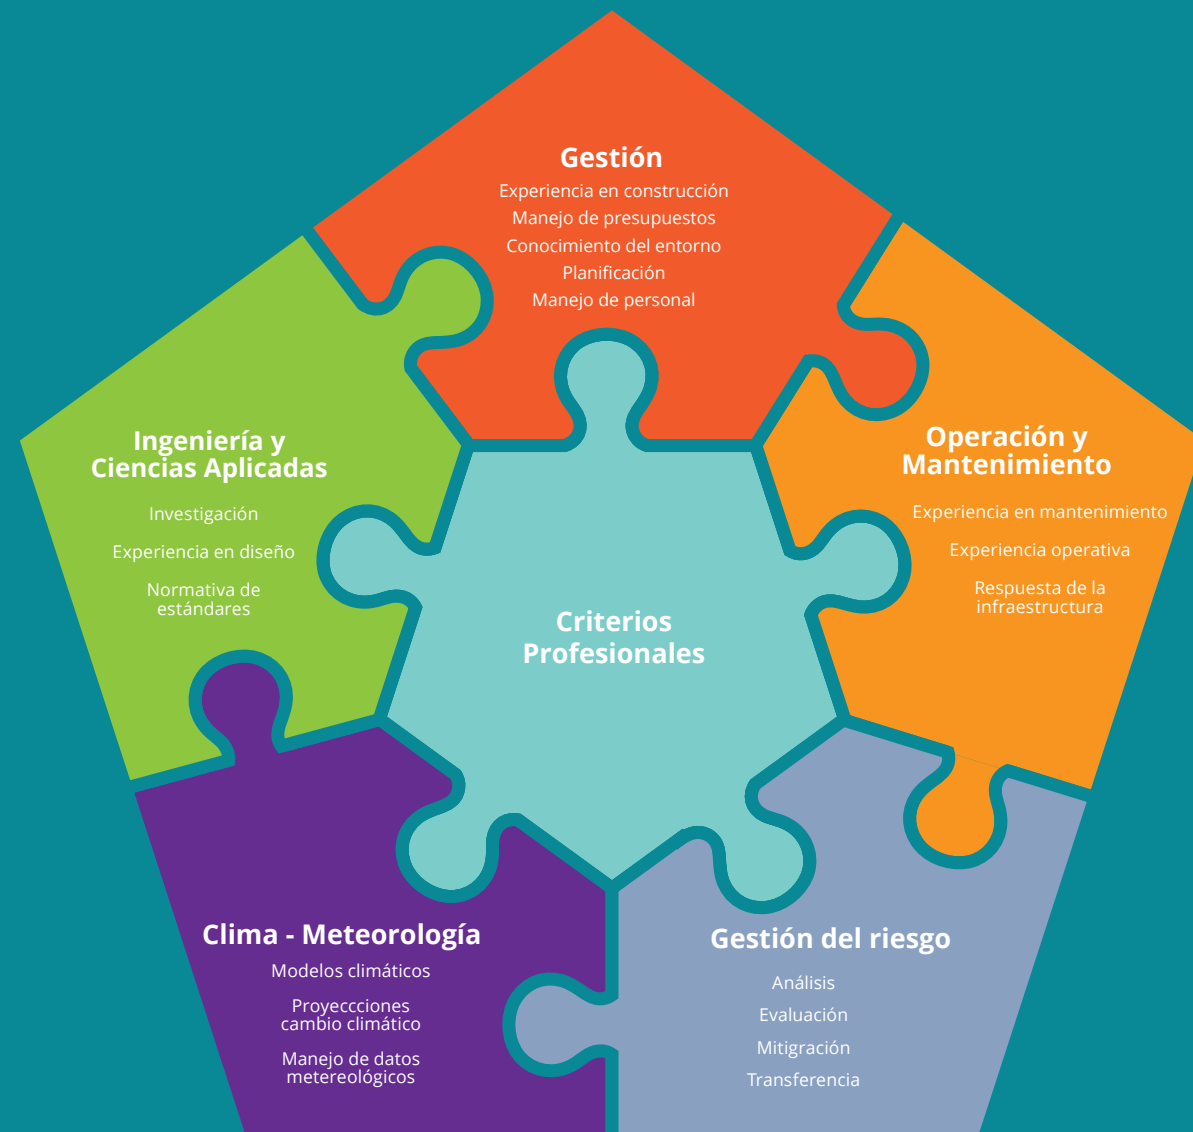 Gestión
Experiencia en construcción
Manejo de presupuestos
Conocimiento del entorno
Planificación
Manejo de personal
Ingeniería y
Ciencias Aplicadas
Investigación
Experiencia en diseño
Normativa de
estándares
Operación y
Mantenimiento
Experiencia en mantenimiento
Experiencia operativa
Respuesta de la
infraestructura
Criterios
Profesionales
Clima - Meteorología
Modelos climáticos
Proyeccciones
cambio climático
Manejo de datos
metereológicos
Gestión del riesgo
Análisis
Evaluación
Mitigración
Transferencia